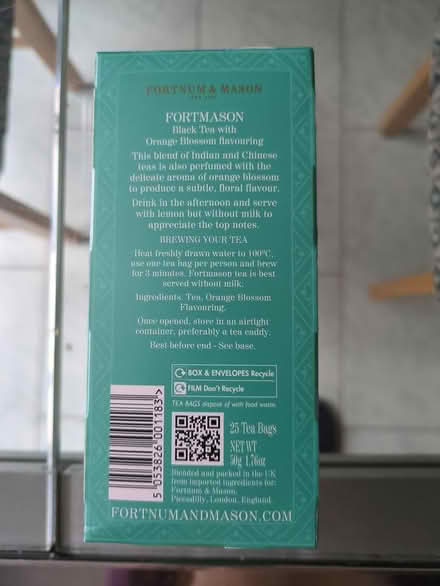 FORTNUM & MASON
FORTMASON
Black Tea with
Orange Blossom flavouring
This blend of Indian and Chinese
teas is also perfumed with the
delicate aroma of orange blossom
to produce a subtle, floral flavour.
Drink in the afternoon and serve
with lemon but without milk to
appreciate the top notes.
BREWING YOUR TEA
Heat freshly drawn water to 100°C,
use one tea bag per person and brew
for 3 minutes. Fortmason tea is best
served without milk.
Ingredients. Tea, Orange Blossom
Flavouring.
Once opened, store in an airtight
container, preferably a tea caddy.
Best before end - See base.
BOX & ENVELOPES Recycle
FILM Don't Recycle
TEA BAGS dispose of with food waste.
5 053826 001183 >
25 Tea Bags
NET WT
50g 1.76oz
Blended and packed in the UK
from imported ingredients for:
Fortnum & Mason,
Piccadilly, London, England
FORTNUMANDMASON.COM